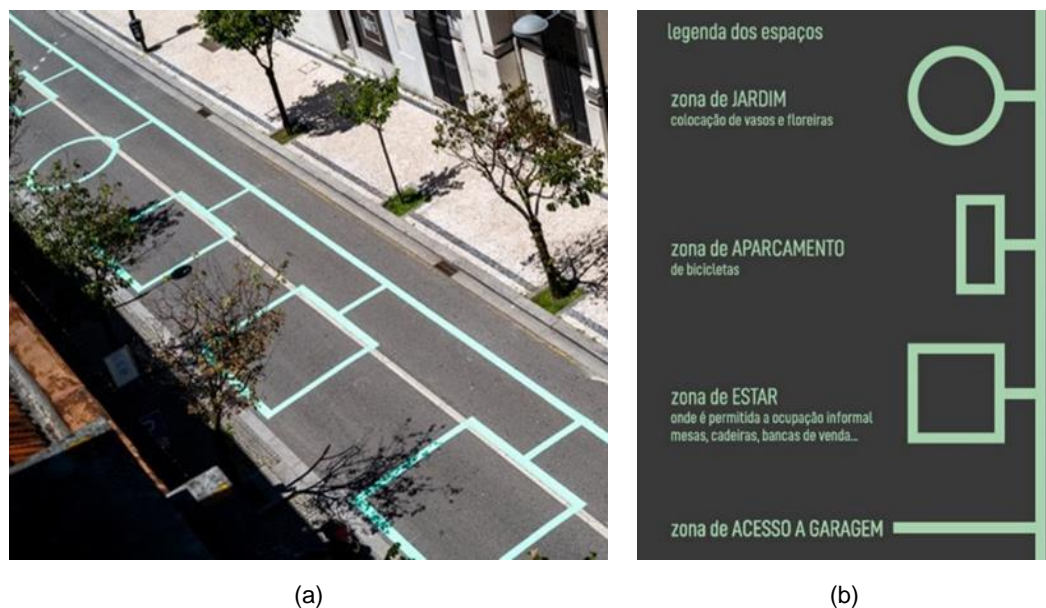 legenda dos espaços
zona de JARDIM
colocação de vasos e floreiras
zona de APARCAMENTO
de bicicletas
zona de ESTAR
onde é permitida a ocupação informal
mesas, cadeiras, bancas de venda...
zona de ACESSO A GARAGEM
(a)
(b)